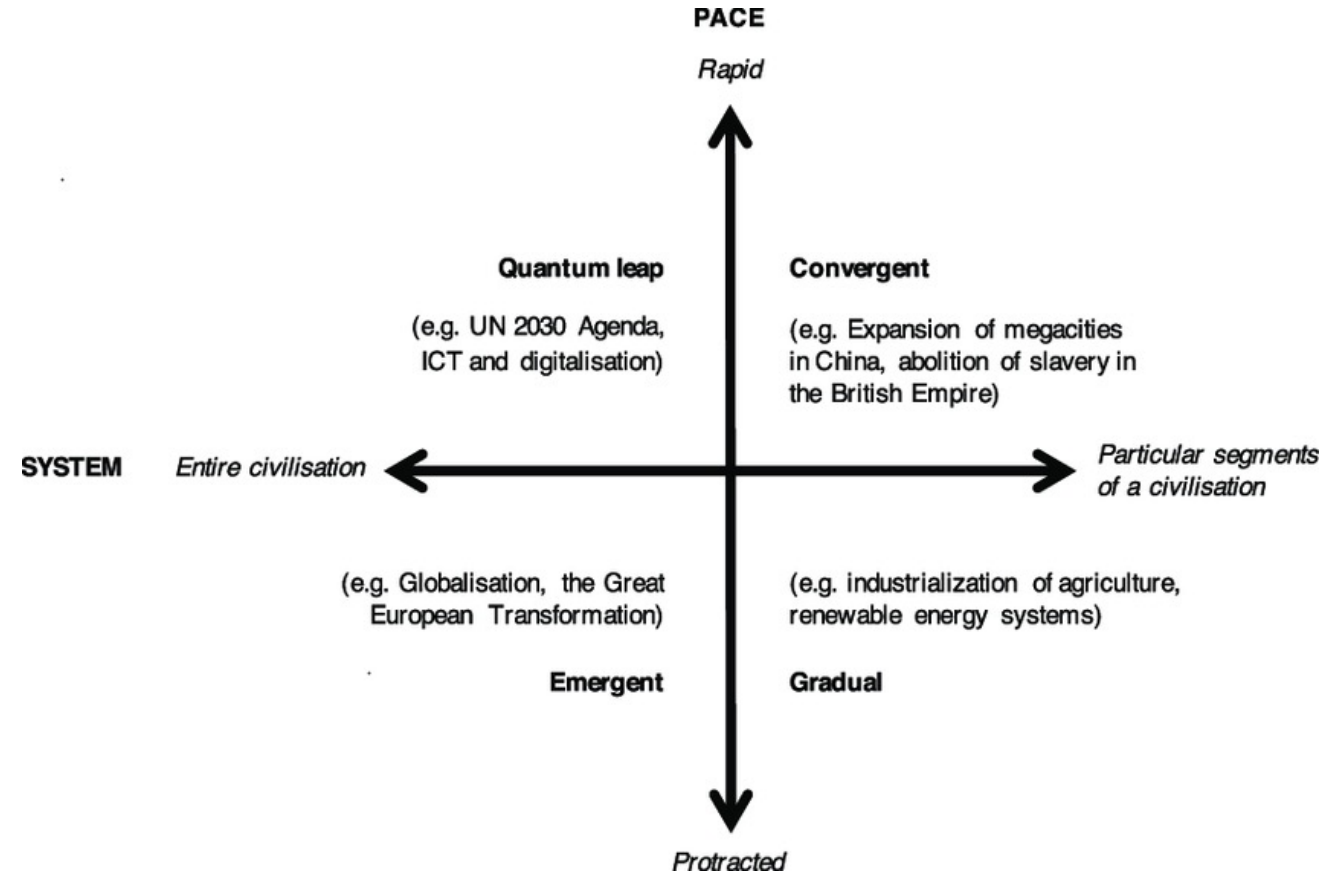 PACE
Rapid
Quantum leap
(e.g. UN 2030 Agenda,
ICT and digitalisation)
Convergent
(e.g. Expansion of megacities
in China, abolition of slavery in
the British Empire)
SYSTEM
Entire civilisation
Particular segments
of a civilisation
(e.g. Globalisation, the Great
European Transformation)
Emergent
(e.g. industrialization of agriculture,
renewable energy systems)
Gradual
Protracted